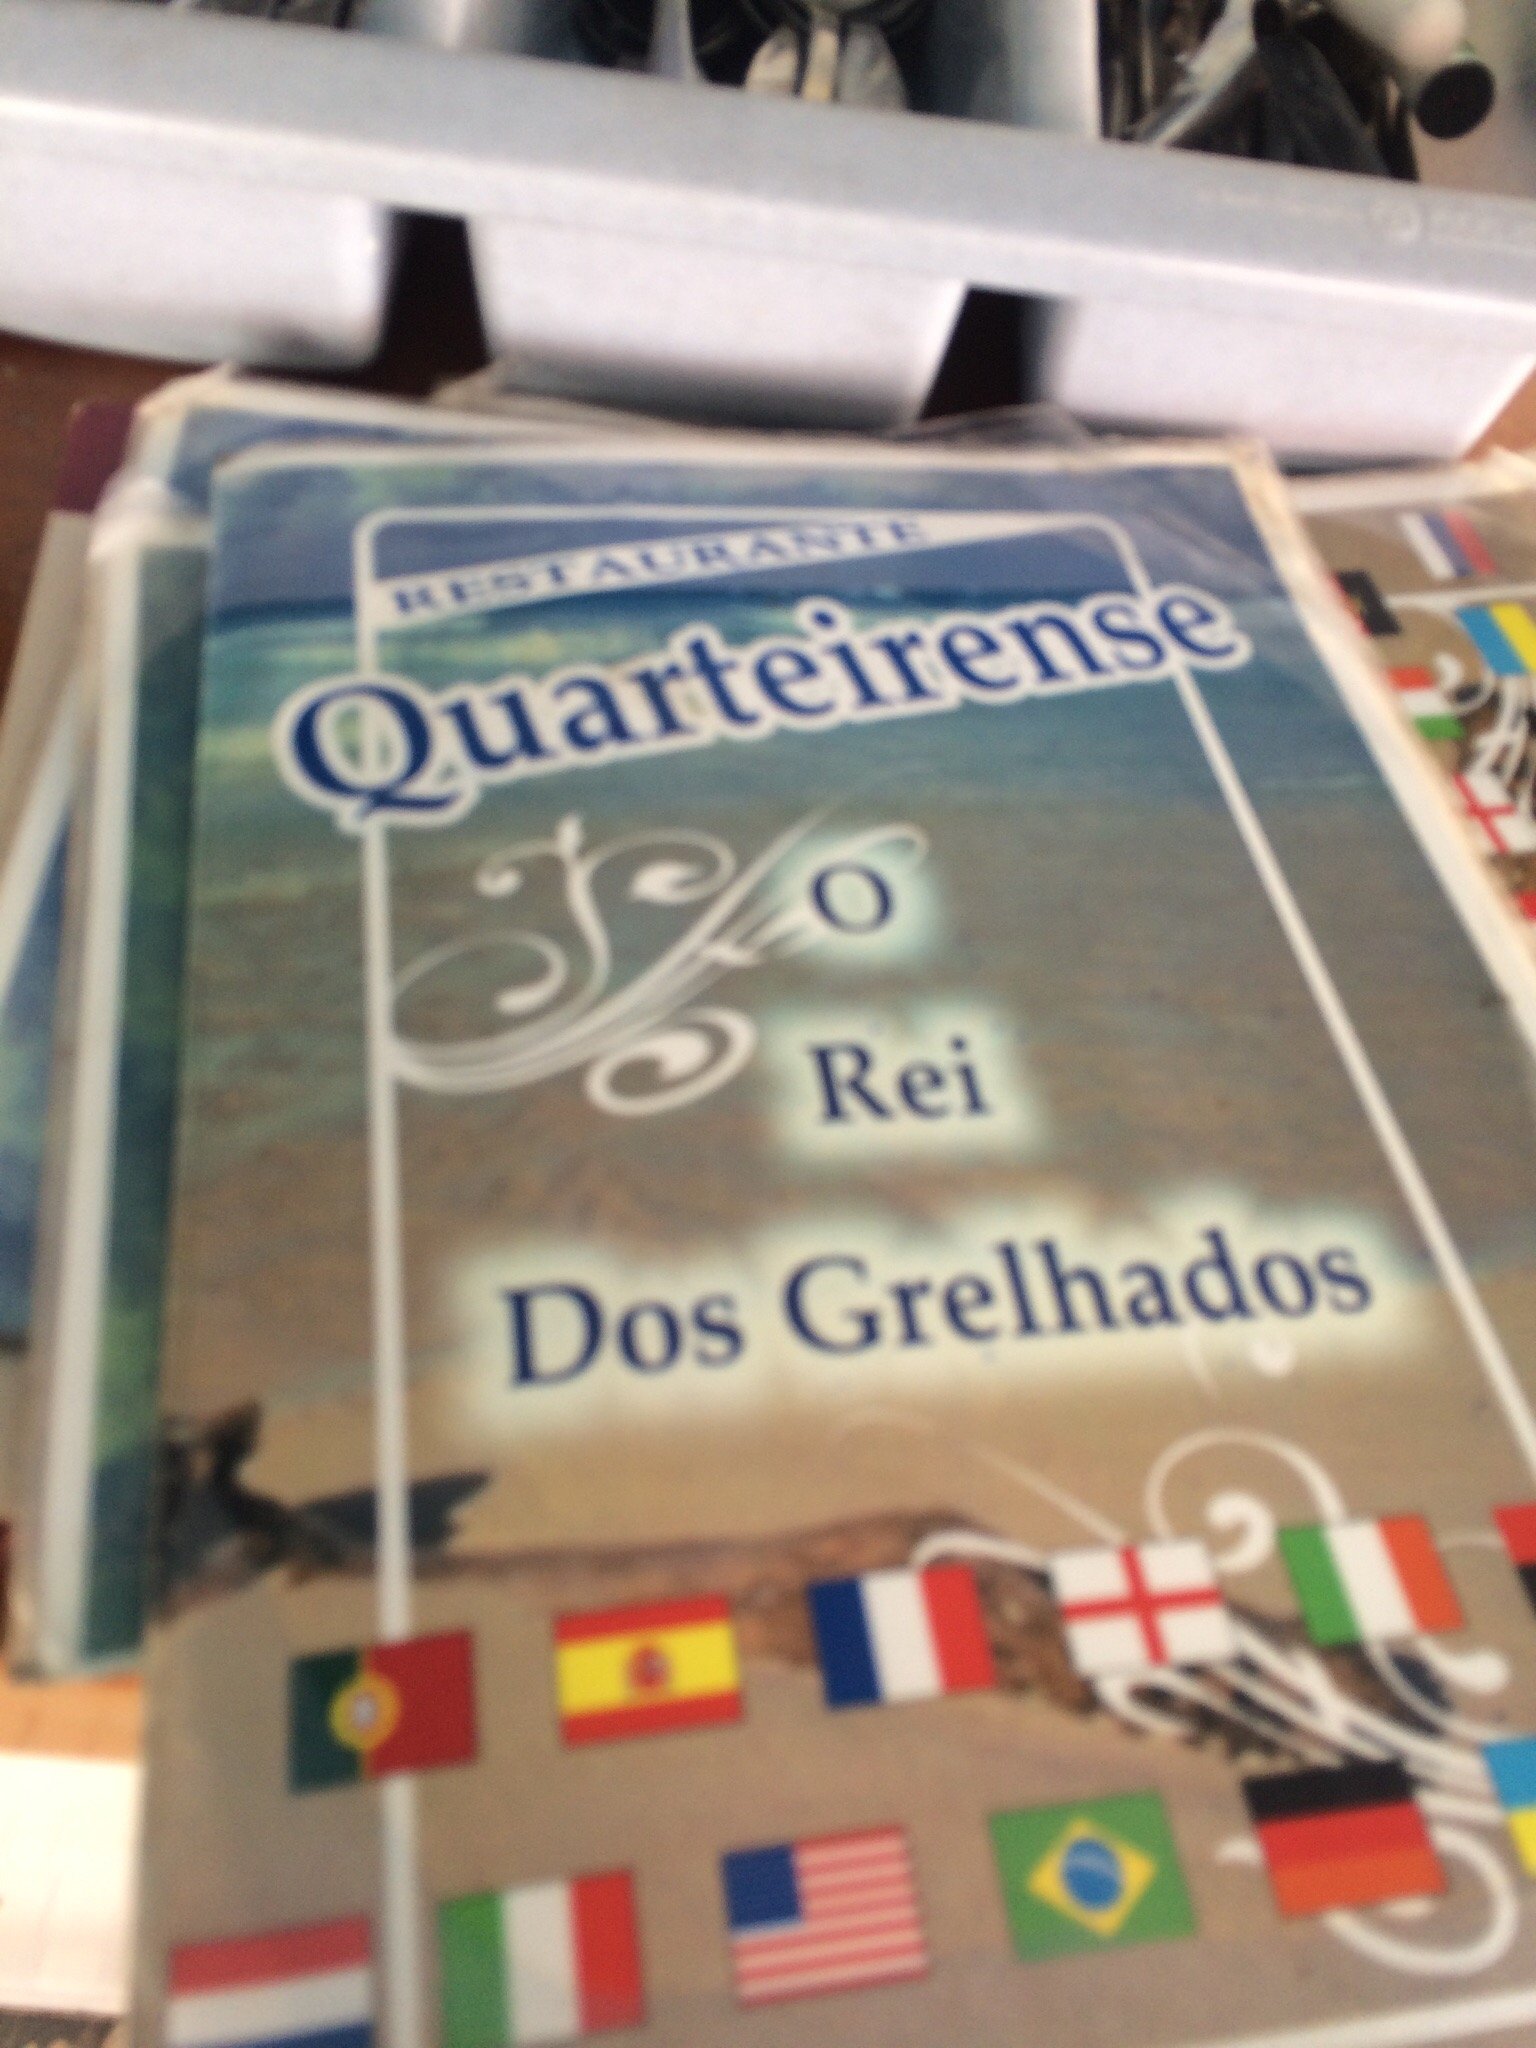 RESTAURANTE
Quarteirense
O
Rei
Dos Grelhados